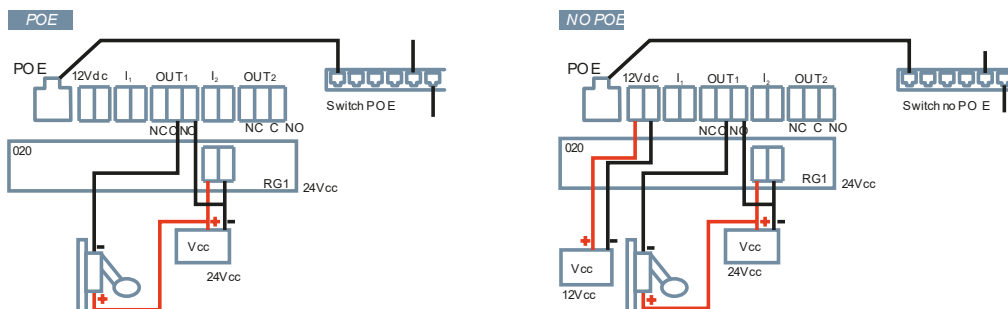 POE
POE
12Vdc I1 OUT1 I2 OUT2
Switch POE
NC C NO NC C NO
020
RG1
24Vcc
+ -
Vcc
24Vcc
-
+
NO POE
POE
12Vdc I1 OUT1 I2 OUT2
Switch no POE
NC C NO NC C NO
020
RG1
24Vcc
+ - + -
Vcc
24Vcc
Vcc
12Vcc
-
+